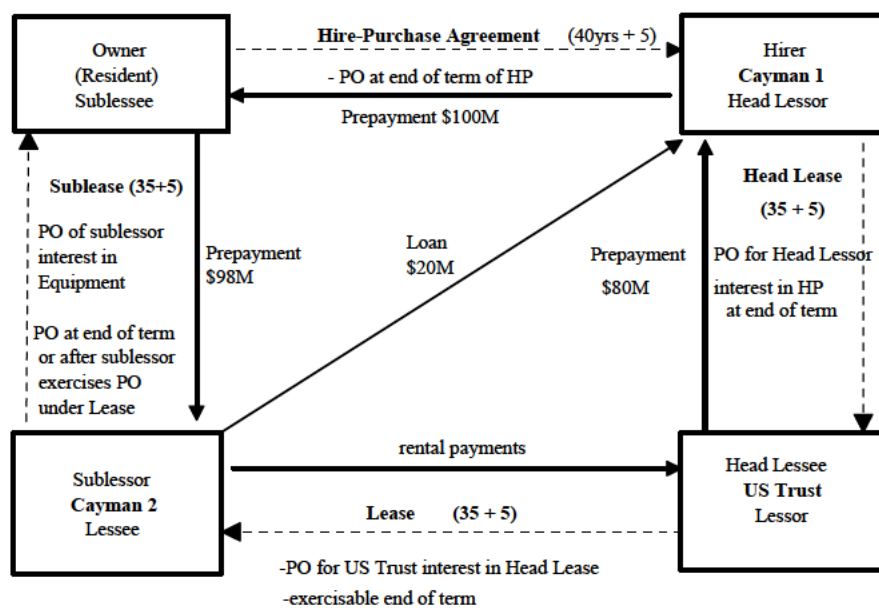 Owner
(Resident)
Sublessee
Hire-Purchase Agreement (40yrs + 5)
- PO at end of term of HP
Prepayment $100M
Hirer
Cayman 1
Head Lessor
Sublease (35+5)
PO of sublessor
interest in
Equipment
PO at end of term
or after sublessor
exercises PO
under Lease
Prepayment
$98M
Loan
$20M
Prepayment
$80M
Head Lease
(35 + 5)
PO for Head Lessor
interest in HP
at end of term
Sublessor
Cayman 2
Lessee
rental payments
Lease (35 + 5)
-PO for US Trust interest in Head Lease
-exercisable end of term
Head Lessee
US Trust
Lessor